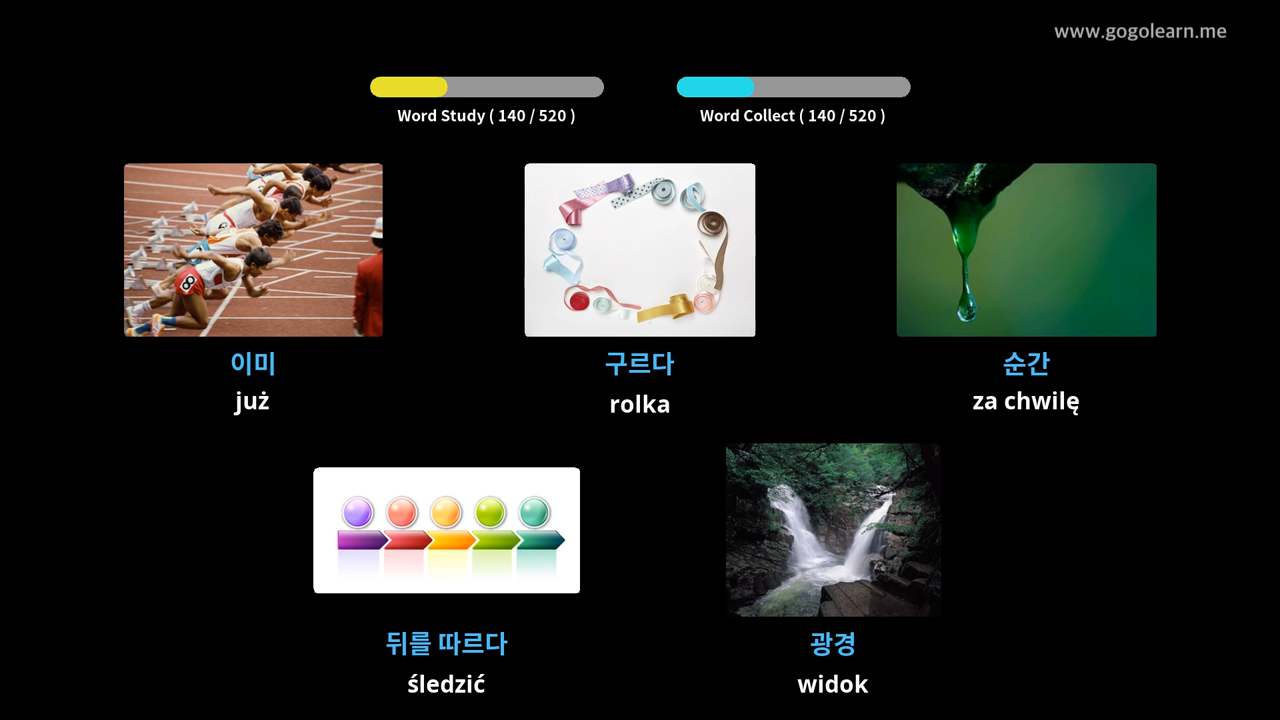 www.gogolearn.me
Word Study ( 140 / 520 )
Word Collect ( 140 / 520 )
8
이미
już
구르다
rolka
순간
za chwilę
뒤를 따르다
śledzić
광경
widok